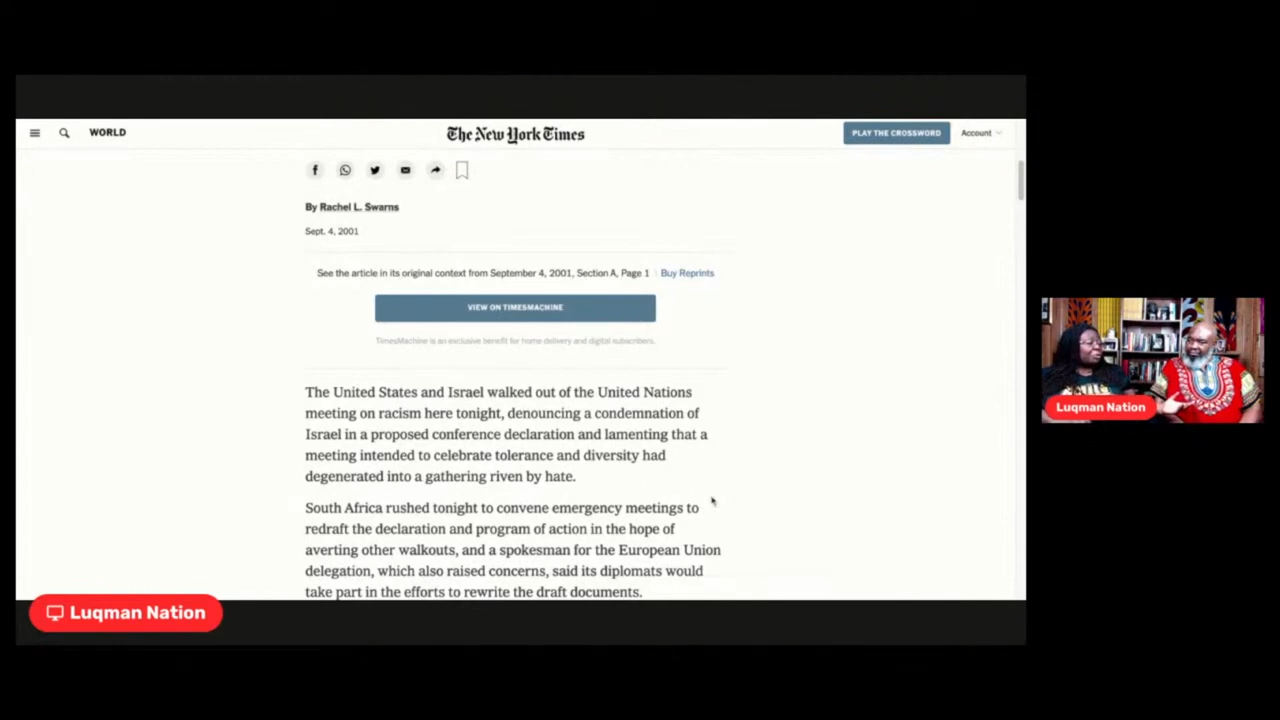 WORLD
The New York Times
PLAY THE CROSSWORD
Account
By Rachel L. Swarns
Sept. 4, 2001
See the article in its original context from September 4, 2001, Section A, Page 1
Buy Reprints
VIEW ON TIMESMACHINE
TimesMachine is an exclusive benefit for home delivery and digital subscribers.
The United States and Israel walked out of the United Nations
meeting on racism here tonight, denouncing a condemnation of
Israel in a proposed conference declaration and lamenting that a
meeting intended to celebrate tolerance and diversity had
degenerated into a gathering riven by hate.
South Africa rushed tonight to convene emergency meetings to
redraft the declaration and program of action in the hope of
averting other walkouts, and a spokesman for the European Union
delegation, which also raised concerns, said its diplomats would
take part in the efforts to rewrite the draft documents.
Luqman Nation
Luqman Nation